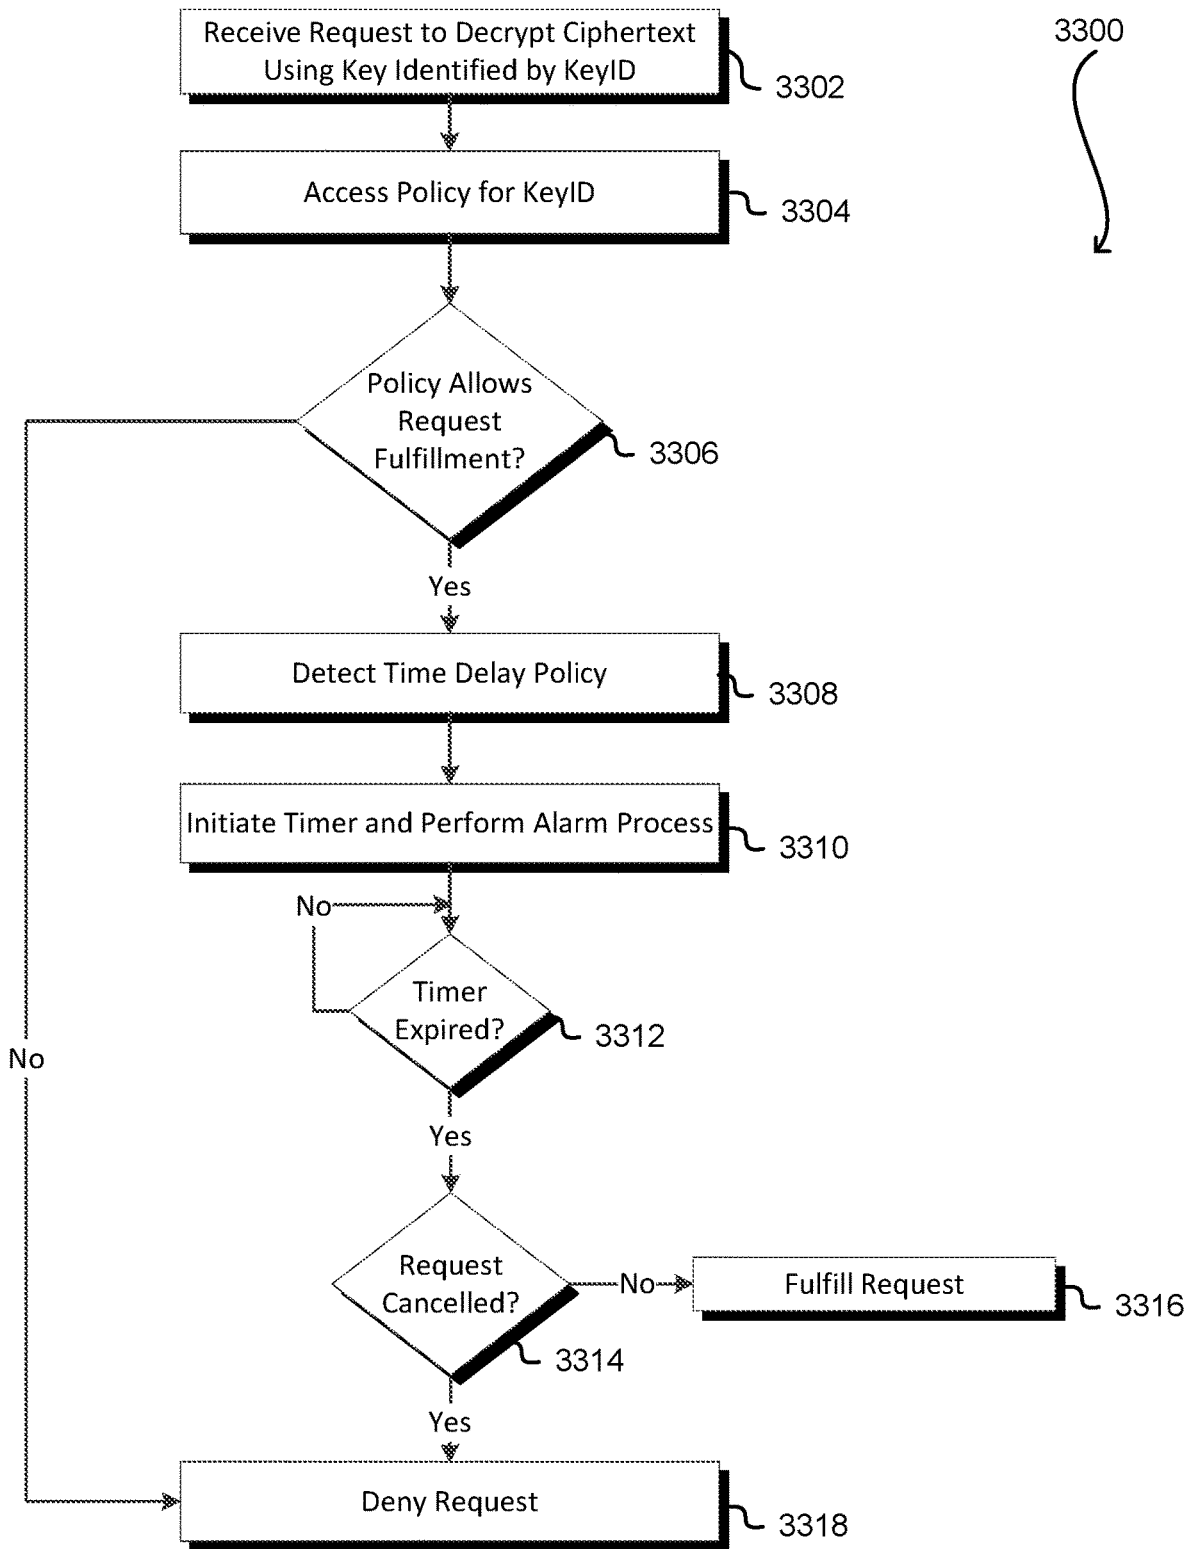 Receive Request to Decrypt Ciphertext
Using Key Identified by KeyID
3302
3300
Access Policy for KeyID
3304
Policy Allows
Request
Fulfillment?
3306
Yes
Detect Time Delay Policy
3308
Initiate Timer and Perform Alarm Process
3310
No
Timer
Expired?
3312
No
Yes
Request
Cancelled?
3314
No
Fulfill Request
3316
Yes
Deny Request
3318